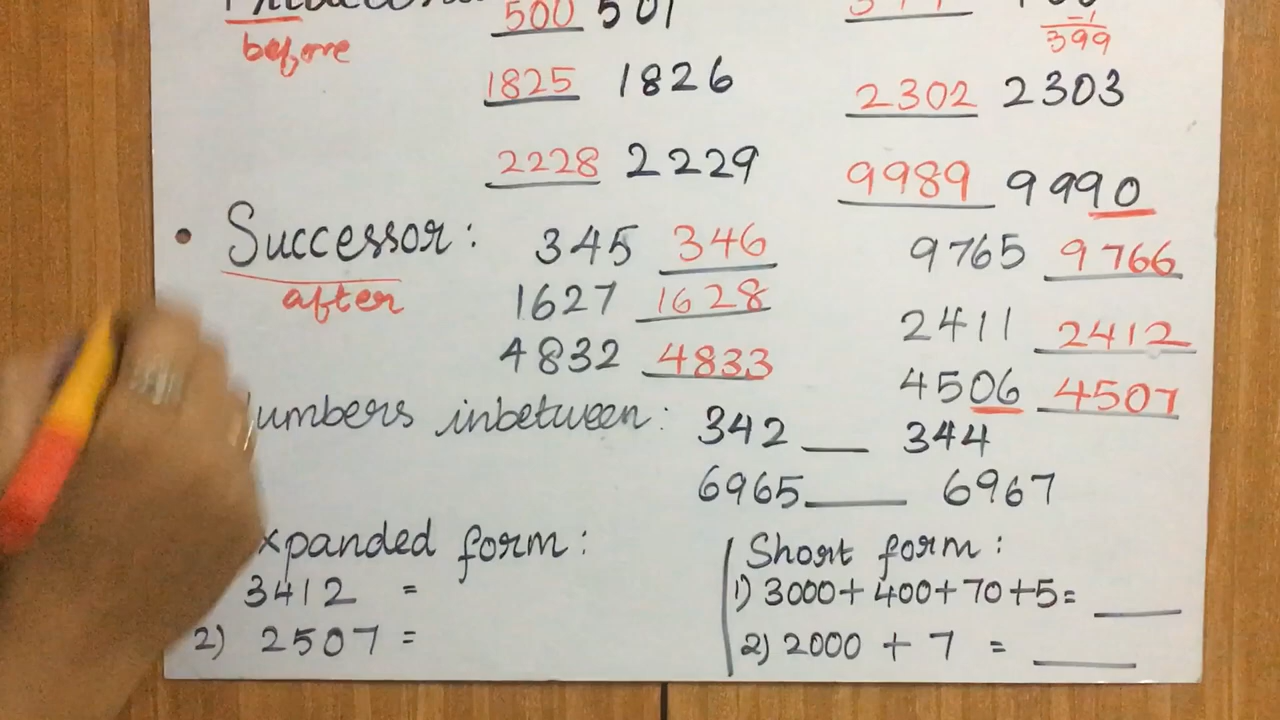 before 500 501
-1
399
1825 1826 2302 2303
2228 2229 9989 9990
• Successor: 345 346 9765 9766
after 1627 1628 2411 2412
4832 4833 4506 4507
inbetween: 342 ___ 344
6965 ___ 6967
form: Short form:
3412 = 1) 3000+ 400+ 70 +5= ___
2) 2507 = 2) 2000 + 7 = ___